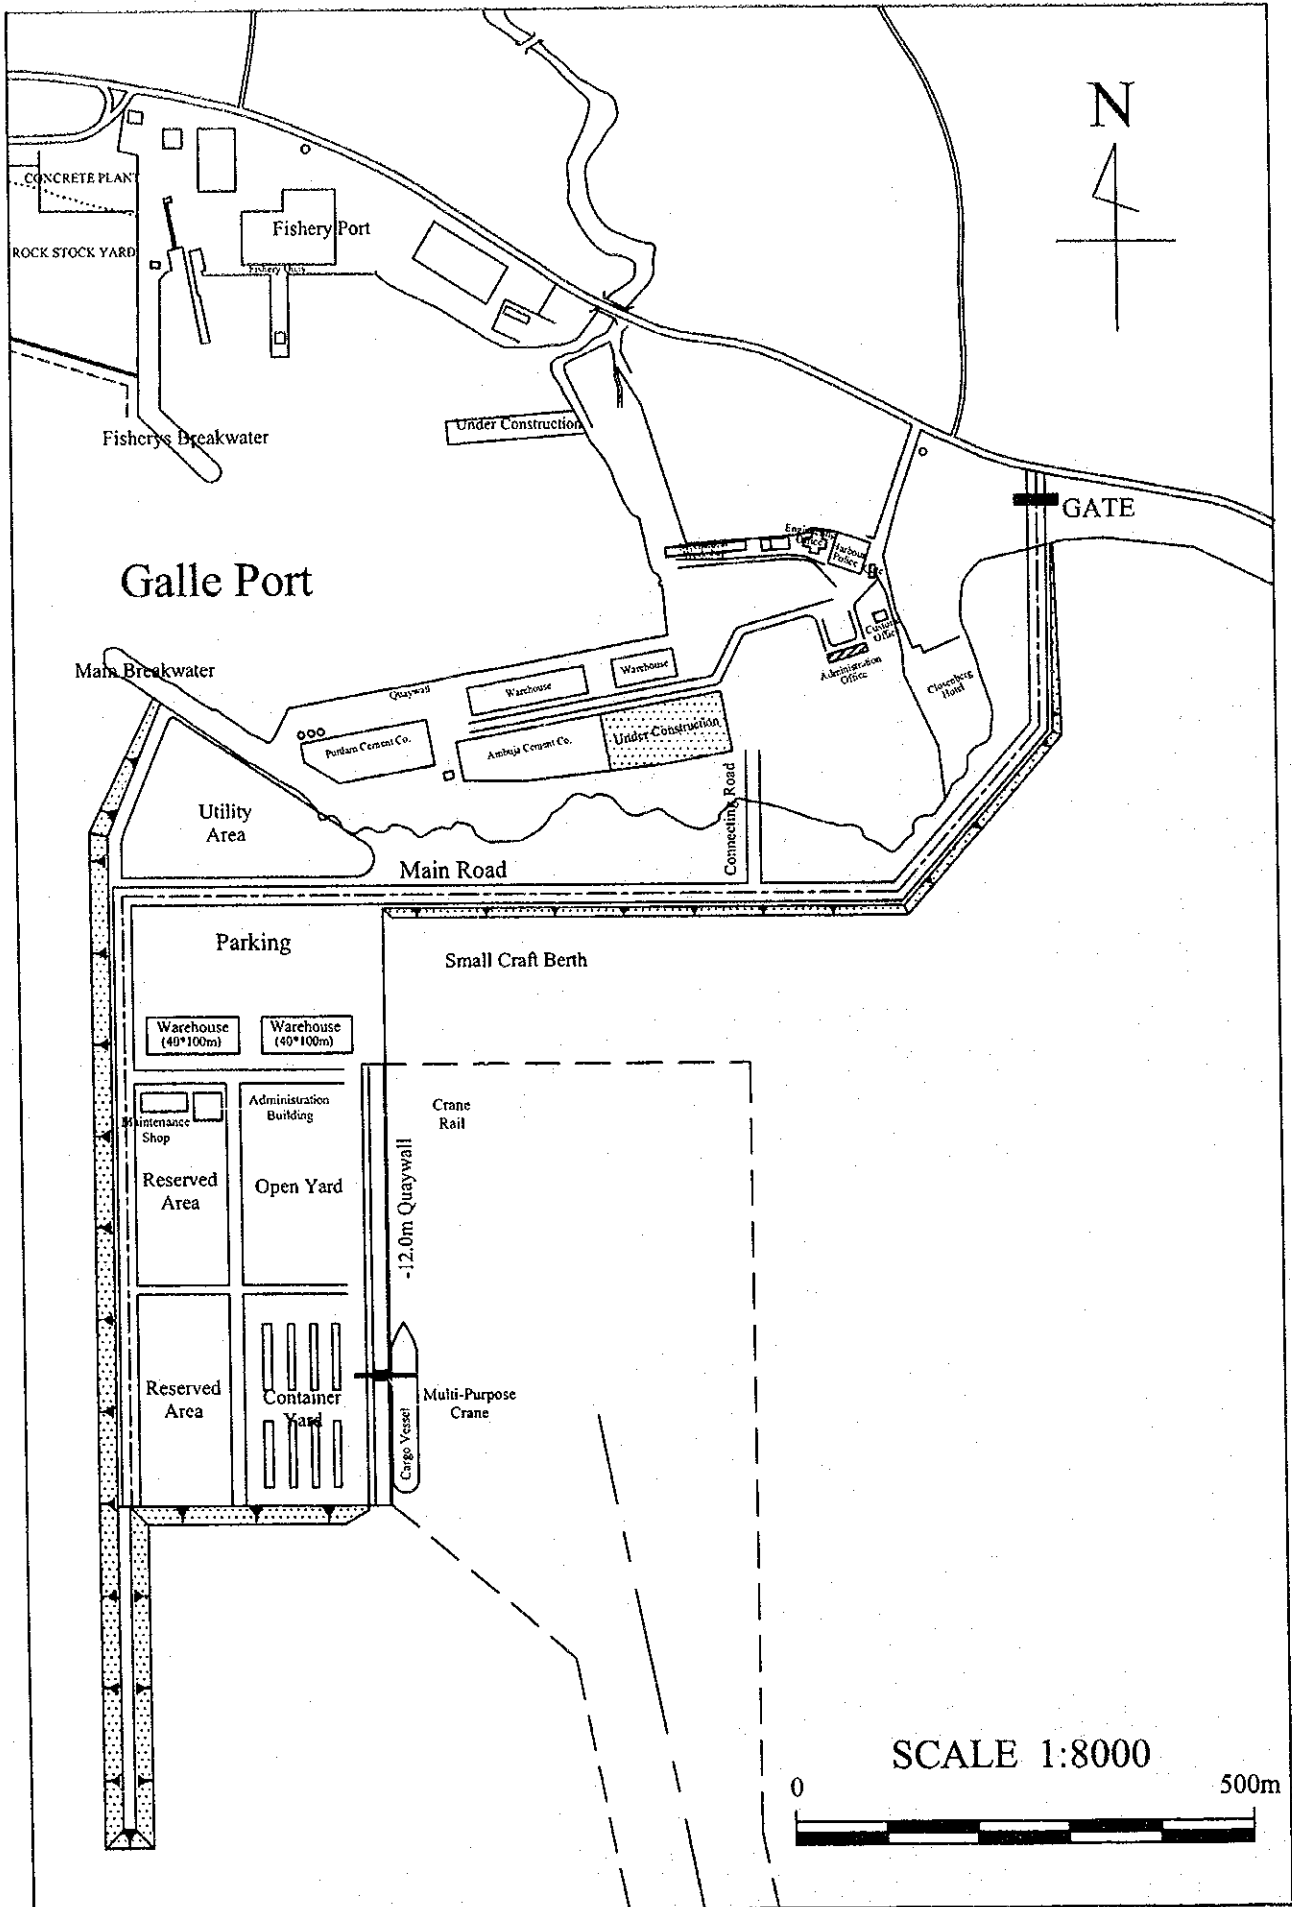 N
CONCRETE PLANT
Fishery Port
ROCK STOCK YARD
Under Construction
Fisherys Breakwater
GATE
Harbour
Police
Office
Galle Port
Main Breakwater
Quaywall
Warehouse
Warehouse
Custom
Office
Administration
Office
Closenberg
Hotel
Puttlam Cement Co.
Ambuja Cement Co.
Under Construction
Connecting Road
Utility
Area
Main Road
Parking
Small Craft Berth
Warehouse
(40*100m)
Warehouse
(40*100m)
Administration
Building
Crane
Rail
Maintenance
Shop
-12.0m Quaywall
Reserved
Area
Open Yard
Reserved
Area
Container
Yard
Cargo Vessel
Multi-Purpose
Crane
SCALE 1:8000
0
500m